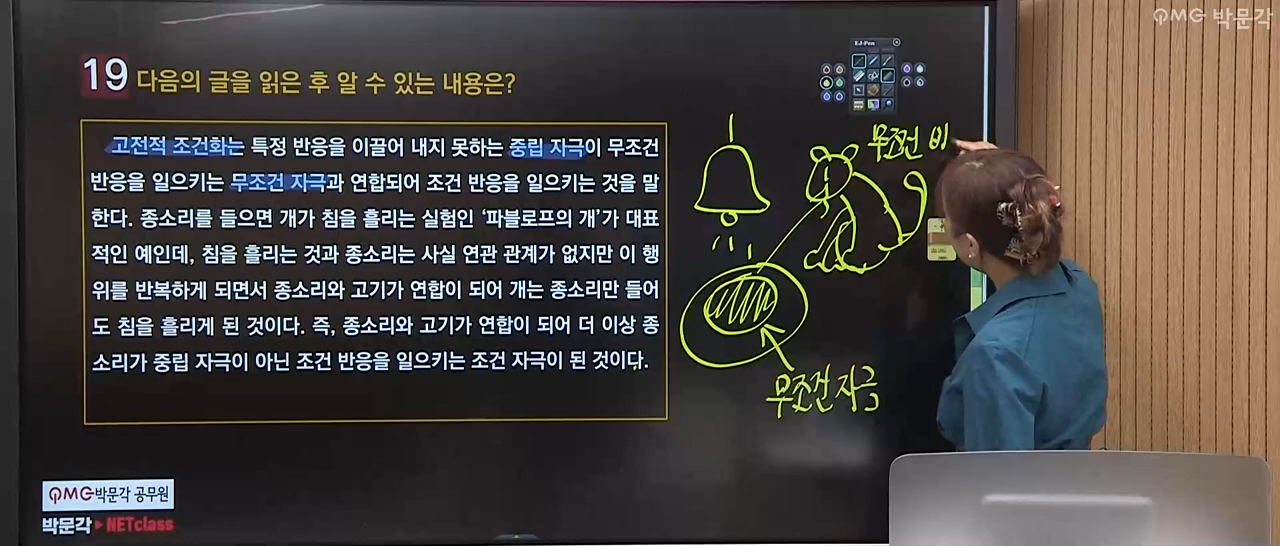 QMG 박문각
19 다음의 글을 읽은 후 알 수 있는 내용은?
고전적 조건화는 특정 반응을 이끌어 내지 못하는 중립 자극이 무조건
반응을 일으키는 무조건 자극과 연합되어 조건 반응을 일으키는 것을 말
한다. 종소리를 들으면 개가 침을 흘리는 실험인 ‘파블로프의 개’가 대표
적인 예인데, 침을 흘리는 것과 종소리는 사실 연관 관계가 없지만 이 행
위를 반복하게 되면서 종소리와 고기가 연합이 되어 개는 종소리만 들어
도 침을 흘리게 된 것이다. 즉, 종소리와 고기가 연합이 되어 더 이상 종
소리가 중립 자극이 아닌 조건 반응을 일으키는 조건 자극이 된 것이다.
EJ-Pen
무조건 비
무조건 자극
QMG박문각 공무원
박문각 NETclass